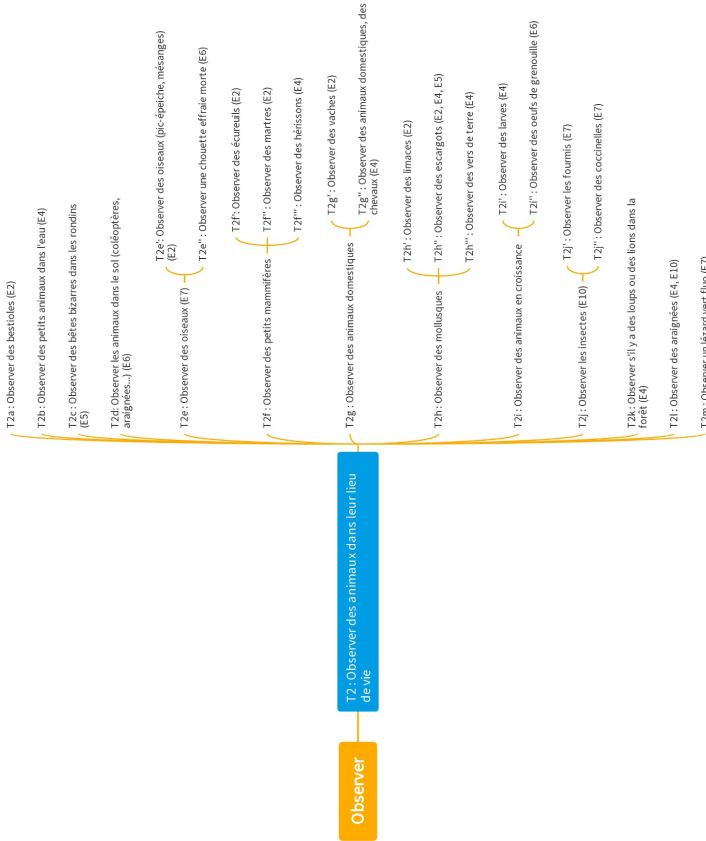 Observer
T2 : Observer des animaux dans leur lieu
de vie
T2a : Observer des bestioles (E2)
T2b : Observer des petits animaux dans l'eau (E4)
T2c : Observer des bêtes bizarres dans les rondins
(E5)
T2d: Observer les animaux dans le sol (coléoptères,
araignées...) (E6)
T2e : Observer des oiseaux (E7)
T2e': Observer des oiseaux (pic-épeiche, mésanges)
(E2)
T2e'' : Observer une chouette effraie morte (E6)
T2f : Observer des petits mammifères
T2f': Observer des écureuils (E2)
T2f'' : Observer des martres (E2)
T2f''' : Observer des hérissons (E4)
T2g : Observer des animaux domestiques
T2g' : Observer des vaches (E2)
T2g'' : Observer des animaux domestiques, des
chevaux (E4)
T2h : Observer des mollusques
T2h' : Observer des limaces (E2)
T2h'' : Observer des escargots (E2, E4, E5)
T2h''' : Observer des vers de terre (E4)
T2i : Observer des animaux en croissance
T2i' : Observer des larves (E4)
T2i'' : Observer des oeufs de grenouille (E6)
T2j : Observer les insectes (E10)
T2j' : Observer les fourmis (E7)
T2j'' : Observer des coccinelles (E7)
T2k : Observer s'il y a des loups ou des lions dans la
forêt (E4)
T2l : Observer des araignées (E4, E10)
T2m : Observer un lézard vert fluo (E7)